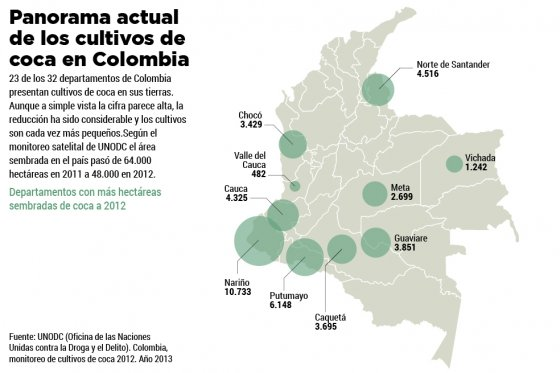 Panorama actual
de los cultivos de
coca en Colombia
23 de los 32 departamentos de Colombia
presentan cultivos de coca en sus tierras.
Aunque a simple vista la cifra parece alta, la
reducción ha sido considerable y los cultivos
son cada vez más pequeños.Según el
monitoreo satelital de UNODC el área
sembrada en el país pasó de 64.000
hectáreas en 2011 a 48.000 en 2012.
Departamentos con más hectáreas
sembradas de coca a 2012
Norte de Santander
4.516
Chocó
3.429
Valle del
Cauca
482
Vichada
1.242
Cauca
4.325
Meta
2.699
Guaviare
3.851
Nariño
10.733
Putumayo
6.148
Caquetá
3.695
Fuente: UNODC (Oficina de las Naciones
Unidas contra la Droga y el Delito). Colombia,
monitoreo de cultivos de coca 2012. Año 2013